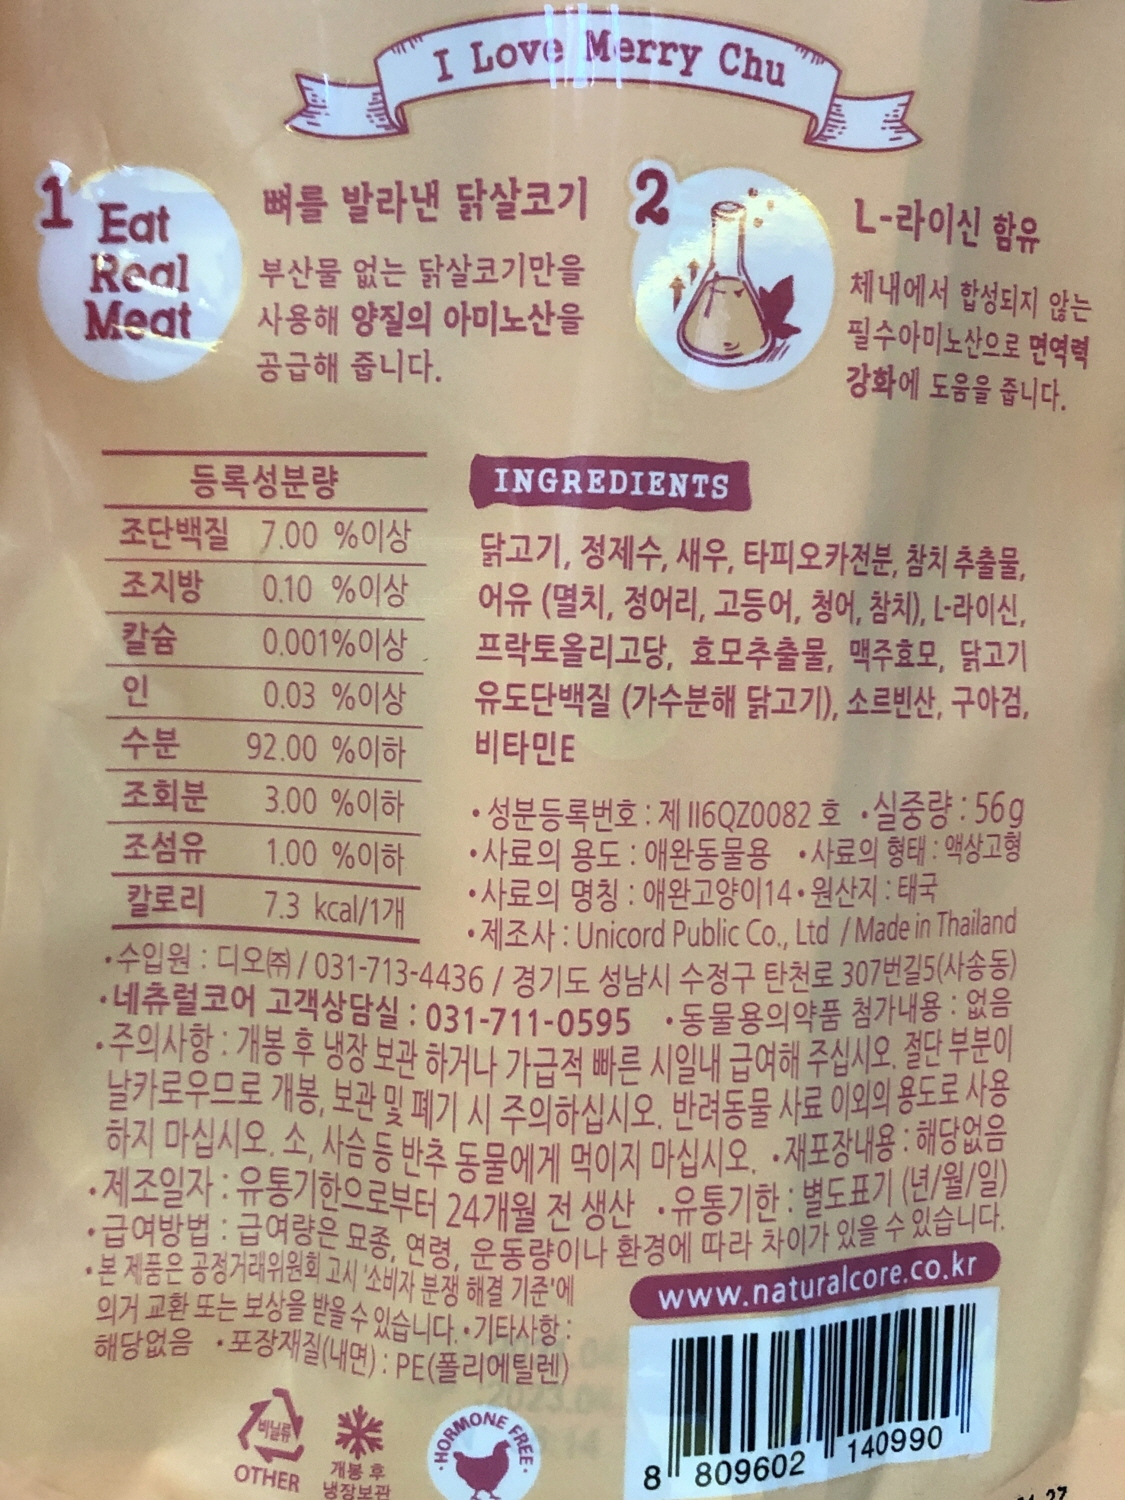 I Love Merry Chu
1
Eat
Real
Meat
뼈를 발라낸 닭살코기
부산물 없는 닭살코기만을
사용해 양질의 아미노산을
공급해 줍니다.
2
L-라이신 함유
체내에서 합성되지 않는
필수아미노산으로 면역력
강화에 도움을 줍니다.
등록성분량
조단백질 7.00 %이상
조지방 0.10 %이상
칼슘 0.001%이상
인 0.03 %이상
수분 92.00 %이하
조회분 3.00 %이하
조섬유 1.00 %이하
칼로리 7.3 kcal/1개
INGREDIENTS
닭고기, 정제수, 새우, 타피오카전분, 참치 추출물,
어유 (멸치, 정어리, 고등어, 청어, 참치), L-라이신,
프락토올리고당, 효모추출물, 맥주효모, 닭고기
유도단백질 (가수분해 닭고기), 소르빈산, 구아검,
비타민E
•성분등록번호 : 제 II6QZ0082 호 •실중량 : 56g
•사료의 용도 : 애완동물용 •사료의 형태 : 액상고형
•사료의 명칭 : 애완고양이14 •원산지 : 태국
•제조사 : Unicord Public Co., Ltd / Made in Thailand
•수입원 : 디오㈜ / 031-713-4436 / 경기도 성남시 수정구 탄천로 307번길5(사송동)
•네츄럴코어 고객상담실 : 031-711-0595 •동물용의약품 첨가내용 : 없음
•주의사항 : 개봉 후 냉장 보관 하거나 가급적 빠른 시일내 급여해 주십시오. 절단 부분이
날카로우므로 개봉, 보관 및 폐기 시 주의하십시오. 반려동물 사료 이외의 용도로 사용
하지 마십시오. 소, 사슴 등 반추 동물에게 먹이지 마십시오. •재포장내용 : 해당없음
•제조일자 : 유통기한으로부터 24개월 전 생산 •유통기한 : 별도표기 (년/월/일)
•급여방법 : 급여량은 묘종, 연령, 운동량이나 환경에 따라 차이가 있을 수 있습니다.
•본 제품은 공정거래위원회 고시 '소비자 분쟁 해결 기준'에
의거 교환 또는 보상을 받을 수 있습니다. •기타사항 :
해당없음 •포장재질(내면) : PE(폴리에틸렌)
www.naturalcore.co.kr
비닐류
OTHER
개봉 후
냉장보관
HORMONE FREE
8 809602 140990